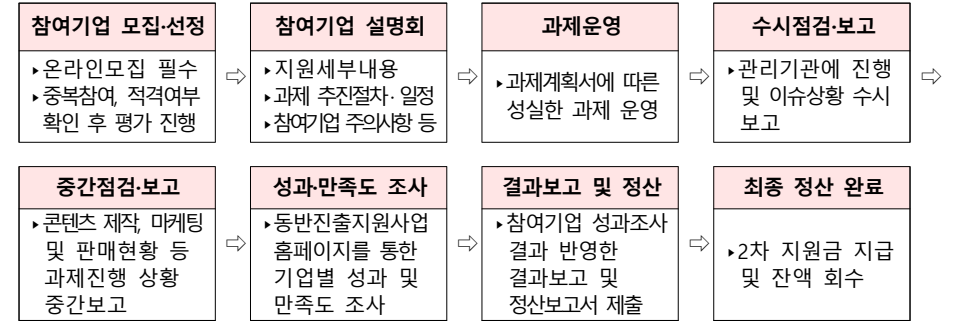 참여기업 모집·선정
▸온라인모집 필수
▸중복참여, 적격여부
확인 후 평가 진행
⇨
참여기업 설명회
▸지원세부내용
▸과제 추진절차·일정
▸참여기업 주의사항 등
⇨
과제운영
▸과제계획서에 따른
성실한 과제 운영
⇨
수시점검·보고
▸관리기관에 진행
및 이슈상황 수시
보고
⇨
중간점검·보고
▸콘텐츠 제작, 마케팅
및 판매현황 등
과제진행 상황
중간보고
⇨
성과·만족도 조사
▸동반진출지원사업
홈페이지를 통한
기업별 성과 및
만족도 조사
⇨
결과보고 및 정산
▸참여기업 성과조사
결과 반영한
결과보고 및
정산보고서 제출
⇨
최종 정산 완료
▸2차 지원금 지급
및 잔액 회수